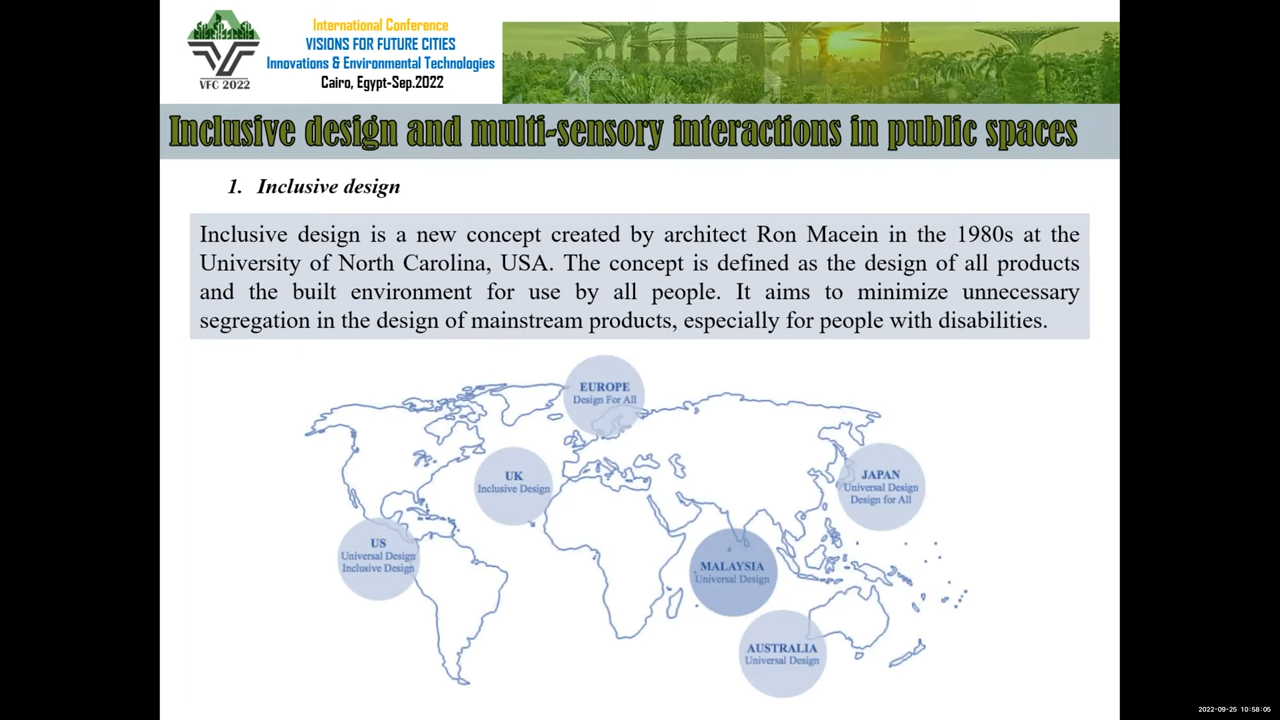 International Conference
VISIONS FOR FUTURE CITIES
Innovations & Environmental Technologies
Cairo, Egypt-Sep.2022
VFC 2022
Inclusive design and multi-sensory interactions in public spaces
1. Inclusive design
Inclusive design is a new concept created by architect Ron Macein in the 1980s at the
University of North Carolina, USA. The concept is defined as the design of all products
and the built environment for use by all people. It aims to minimize unnecessary
segregation in the design of mainstream products, especially for people with disabilities.
EUROPE
Design For All
UK
Inclusive Design
JAPAN
Universal Design
Design for All
US
Universal Design
Inclusive Design
MALAYSIA
Universal Design
AUSTRALIA
Universal Design
2022-09-25 10:58:05